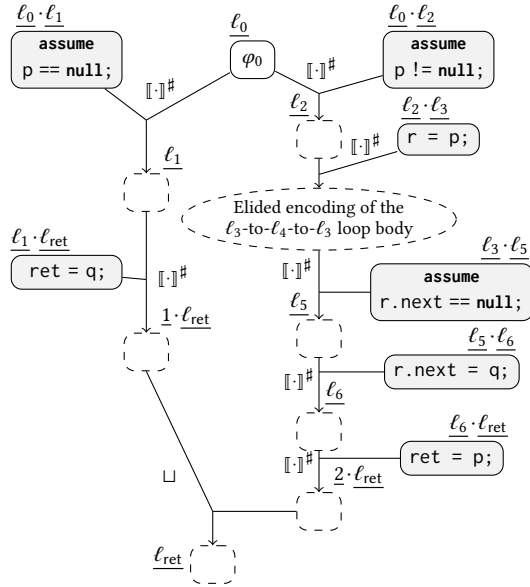 ℓ₀·ℓ₁
ℓ₀
ℓ₀·ℓ₂
assume
p == null;
φ₀
assume
p != null;
⟦·⟧♯
⟦·⟧♯
ℓ₂
ℓ₂·ℓ₃
r = p;
⟦·⟧♯
ℓ₁
Elided encoding of the
ℓ₃-to-ℓ₄-to-ℓ₃ loop body
ℓ₁·ℓret
ret = q;
⟦·⟧♯
⟦·⟧♯
ℓ₃·ℓ₅
assume
r.next == null;
ℓ₅
1·ℓret
ℓ₅·ℓ₆
r.next = q;
⟦·⟧♯
ℓ₆
ℓ₆·ℓret
ret = p;
⟦·⟧♯
2·ℓret
⊔
ℓret